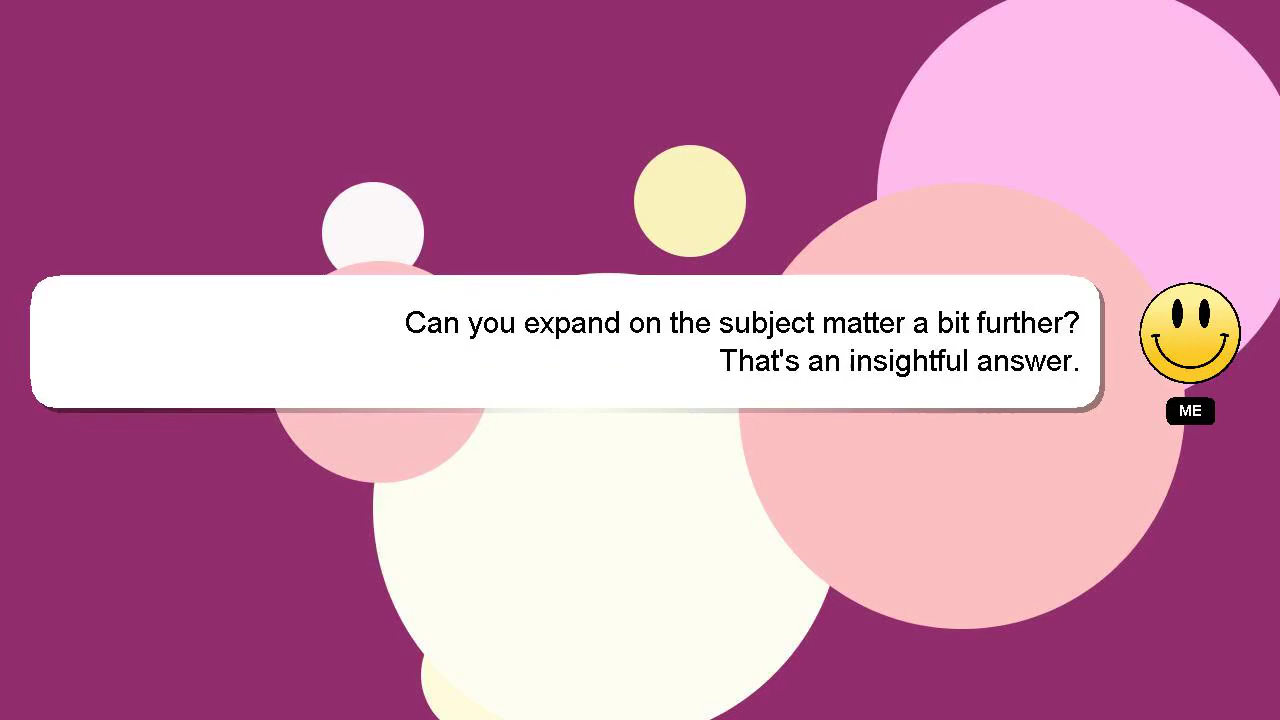 Can you expand on the subject matter a bit further?
That's an insightful answer.
ME